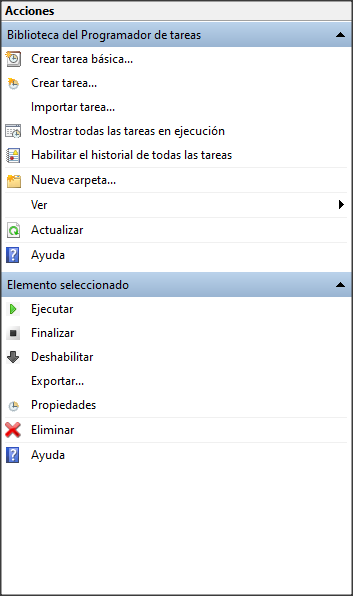 Acciones
Biblioteca del Programador de tareas
Crear tarea básica...
Crear tarea...
Importar tarea...
Mostrar todas las tareas en ejecución
Habilitar el historial de todas las tareas
Nueva carpeta...
Ver
Actualizar
Ayuda
Elemento seleccionado
Ejecutar
Finalizar
Deshabilitar
Exportar...
Propiedades
Eliminar
Ayuda